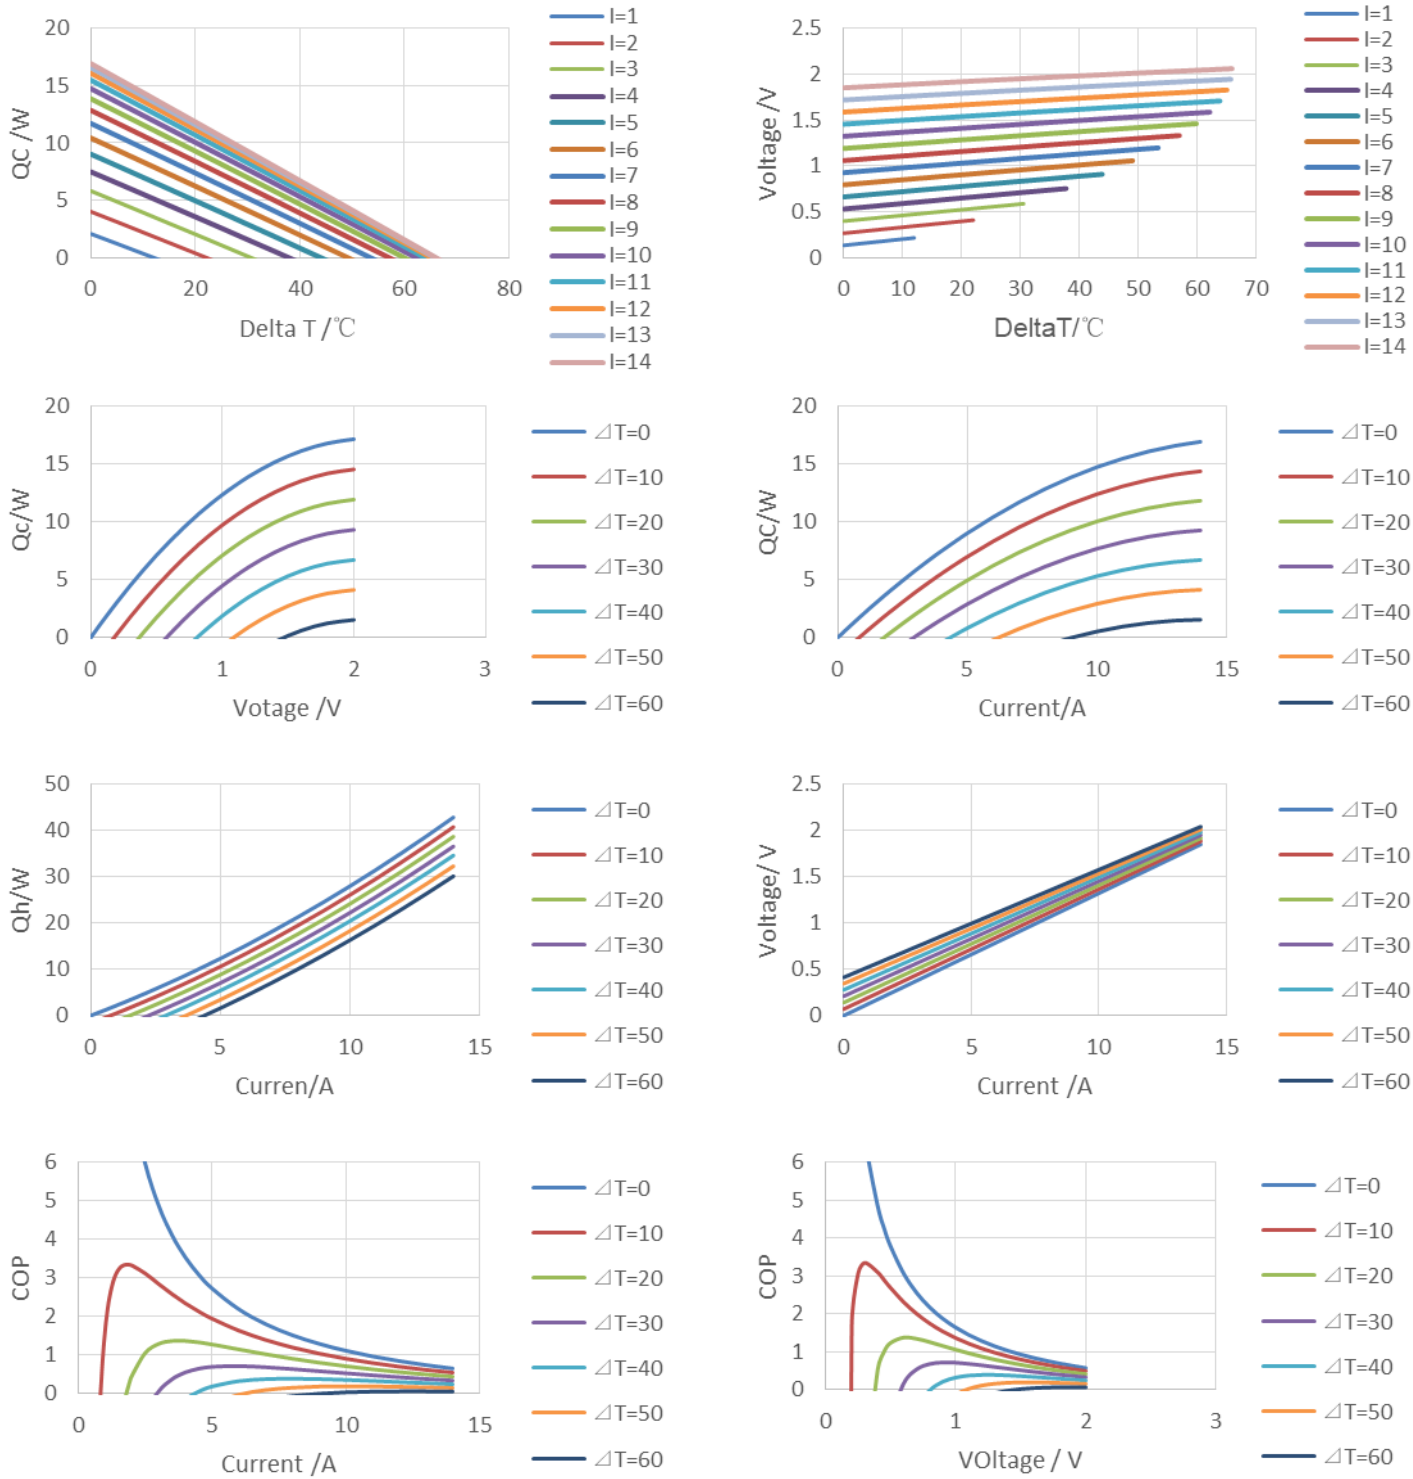 QC /W
20
15
10
5
0
0 20 40 60 80
Delta T /℃
I=1
I=2
I=3
I=4
I=5
I=6
I=7
I=8
I=9
I=10
I=11
I=12
I=13
I=14
Voltage /V
2.5
2
1.5
1
0.5
0
0 10 20 30 40 50 60 70
DeltaT/℃
I=1
I=2
I=3
I=4
I=5
I=6
I=7
I=8
I=9
I=10
I=11
I=12
I=13
I=14
Qc/W
20
15
10
5
0
0 1 2 3
Votage /V
⊿T=0
⊿T=10
⊿T=20
⊿T=30
⊿T=40
⊿T=50
⊿T=60
QC/W
20
15
10
5
0
0 5 10 15
Current/A
⊿T=0
⊿T=10
⊿T=20
⊿T=30
⊿T=40
⊿T=50
⊿T=60
Qh/W
50
40
30
20
10
0
0 5 10 15
Curren/A
⊿T=0
⊿T=10
⊿T=20
⊿T=30
⊿T=40
⊿T=50
⊿T=60
Voltage/ V
2.5
2
1.5
1
0.5
0
0 5 10 15
Current /A
⊿T=0
⊿T=10
⊿T=20
⊿T=30
⊿T=40
⊿T=50
⊿T=60
COP
6
5
4
3
2
1
0
0 5 10 15
Current /A
⊿T=0
⊿T=10
⊿T=20
⊿T=30
⊿T=40
⊿T=50
⊿T=60
COP
6
5
4
3
2
1
0
0 1 2 3
VOltage / V
⊿T=0
⊿T=10
⊿T=20
⊿T=30
⊿T=40
⊿T=50
⊿T=60